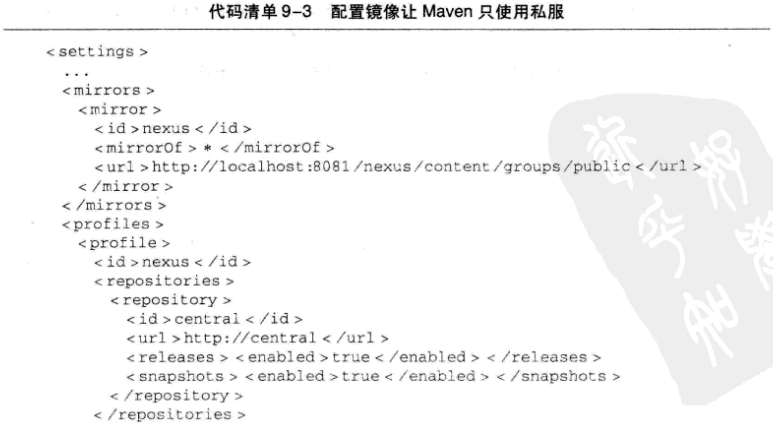 代码清单 9-3 配置镜像让 Maven 只使用私服
<settings>
...
<mirrors>
<mirror>
<id>nexus</id>
<mirrorOf>*</mirrorOf>
<url>http://localhost:8081/nexus/content/groups/public</url>
</mirror>
</mirrors>
<profiles>
<profile>
<id>nexus</id>
<repositories>
<repository>
<id>central</id>
<url>http://central</url>
<releases><enabled>true</enabled></releases>
<snapshots><enabled>true</enabled></snapshots>
</repository>
</repositories>